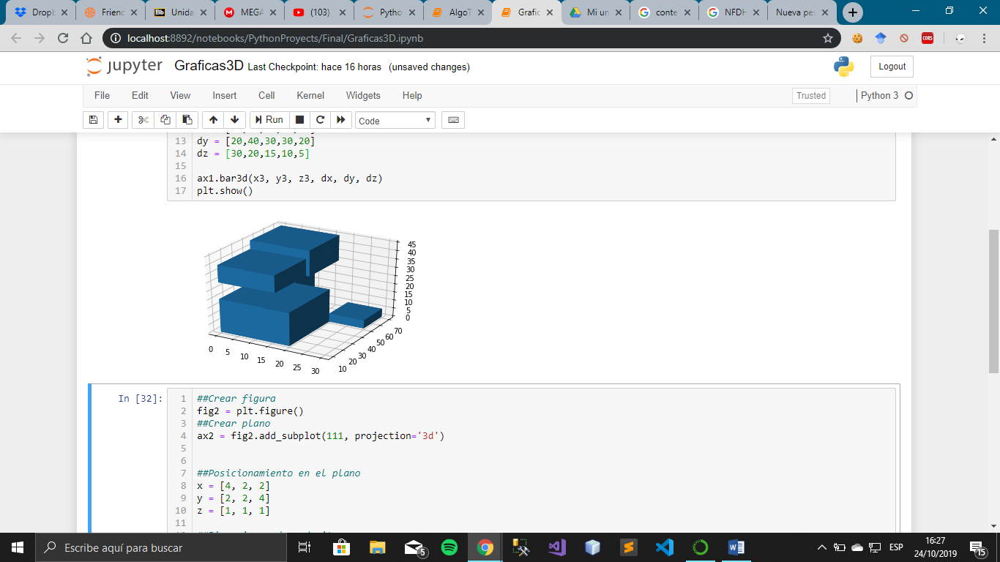 Dropb
Frienc
Bb Unida
MEGA
(103)
Pytho
AlgoT
Grafic
Mi un
conte
NFDH
Nueva pes
localhost:8892/notebooks/PythonProyects/Final/Graficas3D.ipynb
CORS
jupyter Graficas3D Last Checkpoint: hace 16 horas (unsaved changes)
Logout
File Edit View Insert Cell Kernel Widgets Help
Trusted
Python 3
Run
Code
13 dy = [20,40,30,30,20]
14 dz = [30,20,15,10,5]
15
16 ax1.bar3d(x3, y3, z3, dx, dy, dz)
17 plt.show()
45
40
35
30
25
20
15
10
5
0
0 5 10 15 20 25 30
10 20 30 40 50 60 70
In [32]:
1 ##Crear figura
2 fig2 = plt.figure()
3 ##Crear plano
4 ax2 = fig2.add_subplot(111, projection='3d')
5
6
7 ##Posicionamiento en el plano
8 x = [4, 2, 2]
9 y = [2, 2, 4]
10 z = [1, 1, 1]
11
Escribe aquí para buscar
5
ESP
16:27
24/10/2019
15